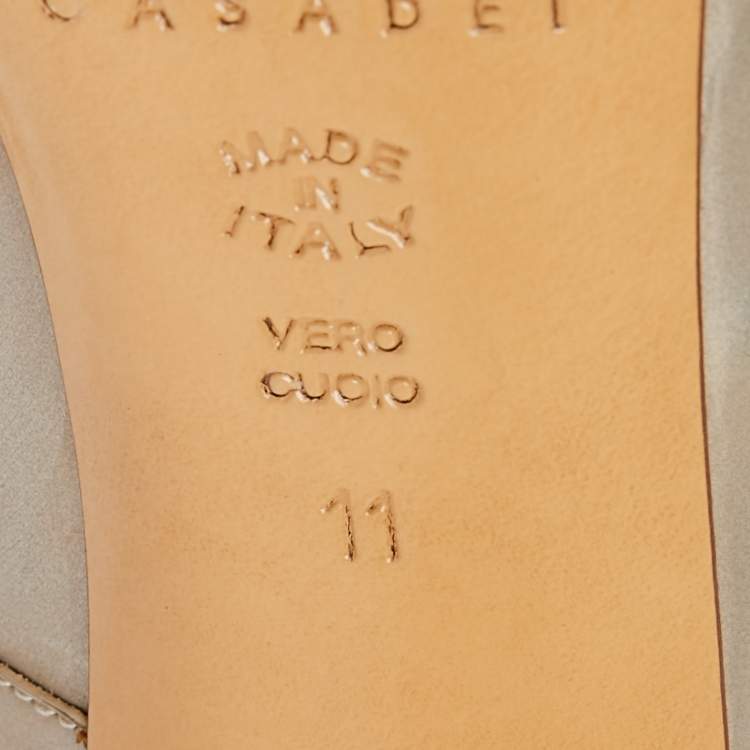 CASADEI
MADE
IN
ITALY
VERO
CUOIO
11